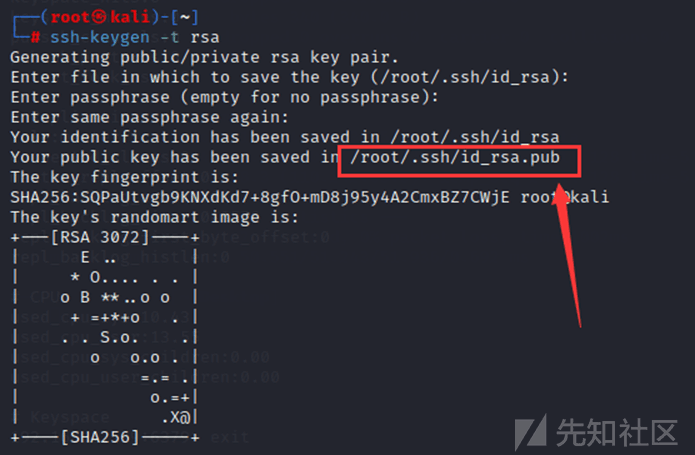 ┌──(root㉿kali)-[~]
└─# ssh-keygen -t rsa
Generating public/private rsa key pair.
Enter file in which to save the key (/root/.ssh/id_rsa):
Enter passphrase (empty for no passphrase):
Enter same passphrase again:
Your identification has been saved in /root/.ssh/id_rsa
Your public key has been saved in /root/.ssh/id_rsa.pub
The key fingerprint is:
SHA256:SQPaUtvgb9KNXdKd7+8gfO+mD8j95y4A2CmxBZ7CWjE root@kali
The key's randomart image is:
+---[RSA 3072]----+
|      E ..       |
|     * O.... . . |
|    o B **..o o  |
|     + =+*+o   . |
|    . . S.o.   .|
|       o   o.o . |
|            =.= .|
|             o.=+|
|              .X@|
+----[SHA256]-----+
exit
先知社区